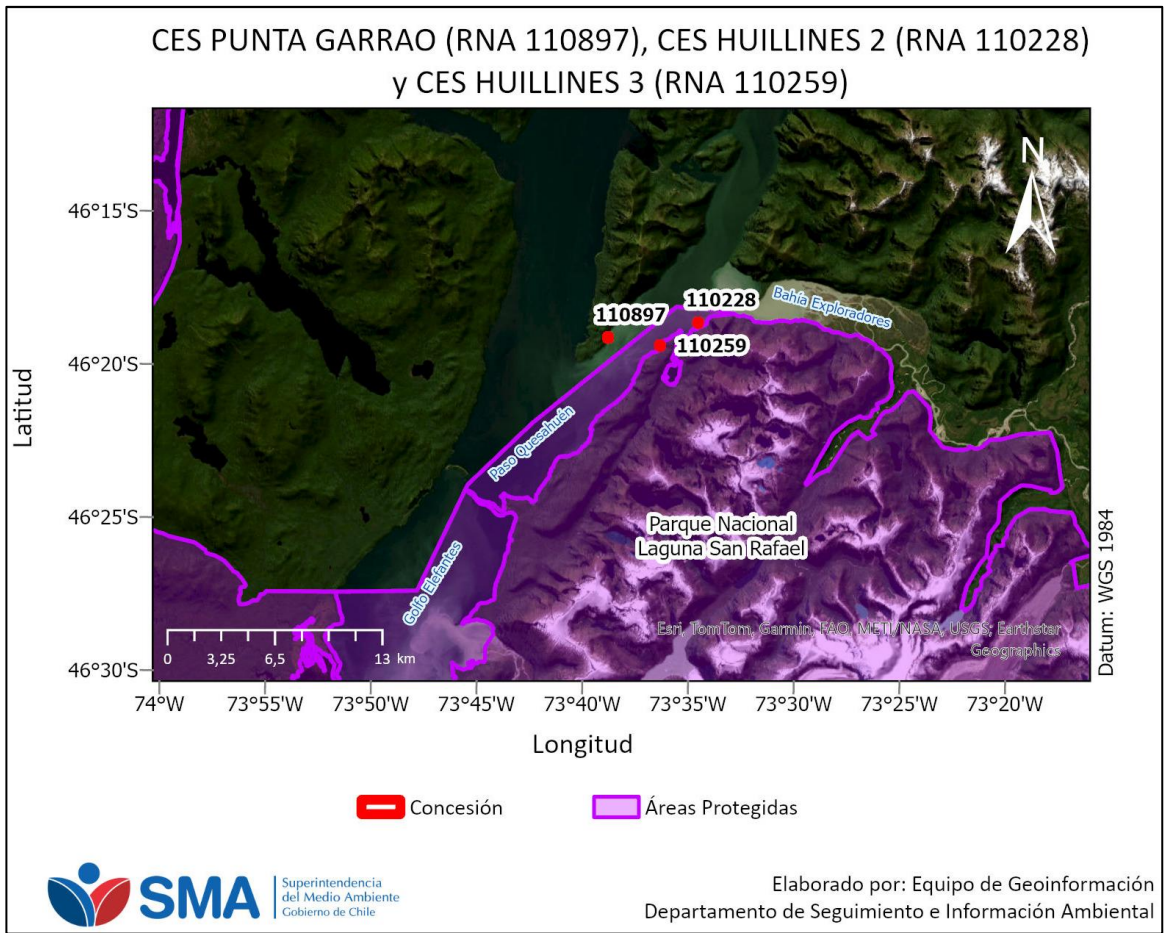 CES PUNTA GARRAO (RNA 110897), CES HUILLINES 2 (RNA 110228)
y CES HUILLINES 3 (RNA 110259)
N
Latitud
46°15'S
46°20'S
46°25'S
46°30'S
110897
110228
110259
Bahía Exploradores
Paso Quesahuén
Golfo Elefantes
Parque Nacional
Laguna San Rafael
Esri, TomTom, Garmin, FAO, METI/NASA, USGS; Earthstar
Geographics
0 3,25 6,5 13 km
Datum: WGS 1984
74°W 73°55'W 73°50'W 73°45'W 73°40'W 73°35'W 73°30'W 73°25'W 73°20'W
Longitud
Concesión
Áreas Protegidas
SMA
Superintendencia
del Medio Ambiente
Gobierno de Chile
Elaborado por: Equipo de Geoinformación
Departamento de Seguimiento e Información Ambiental